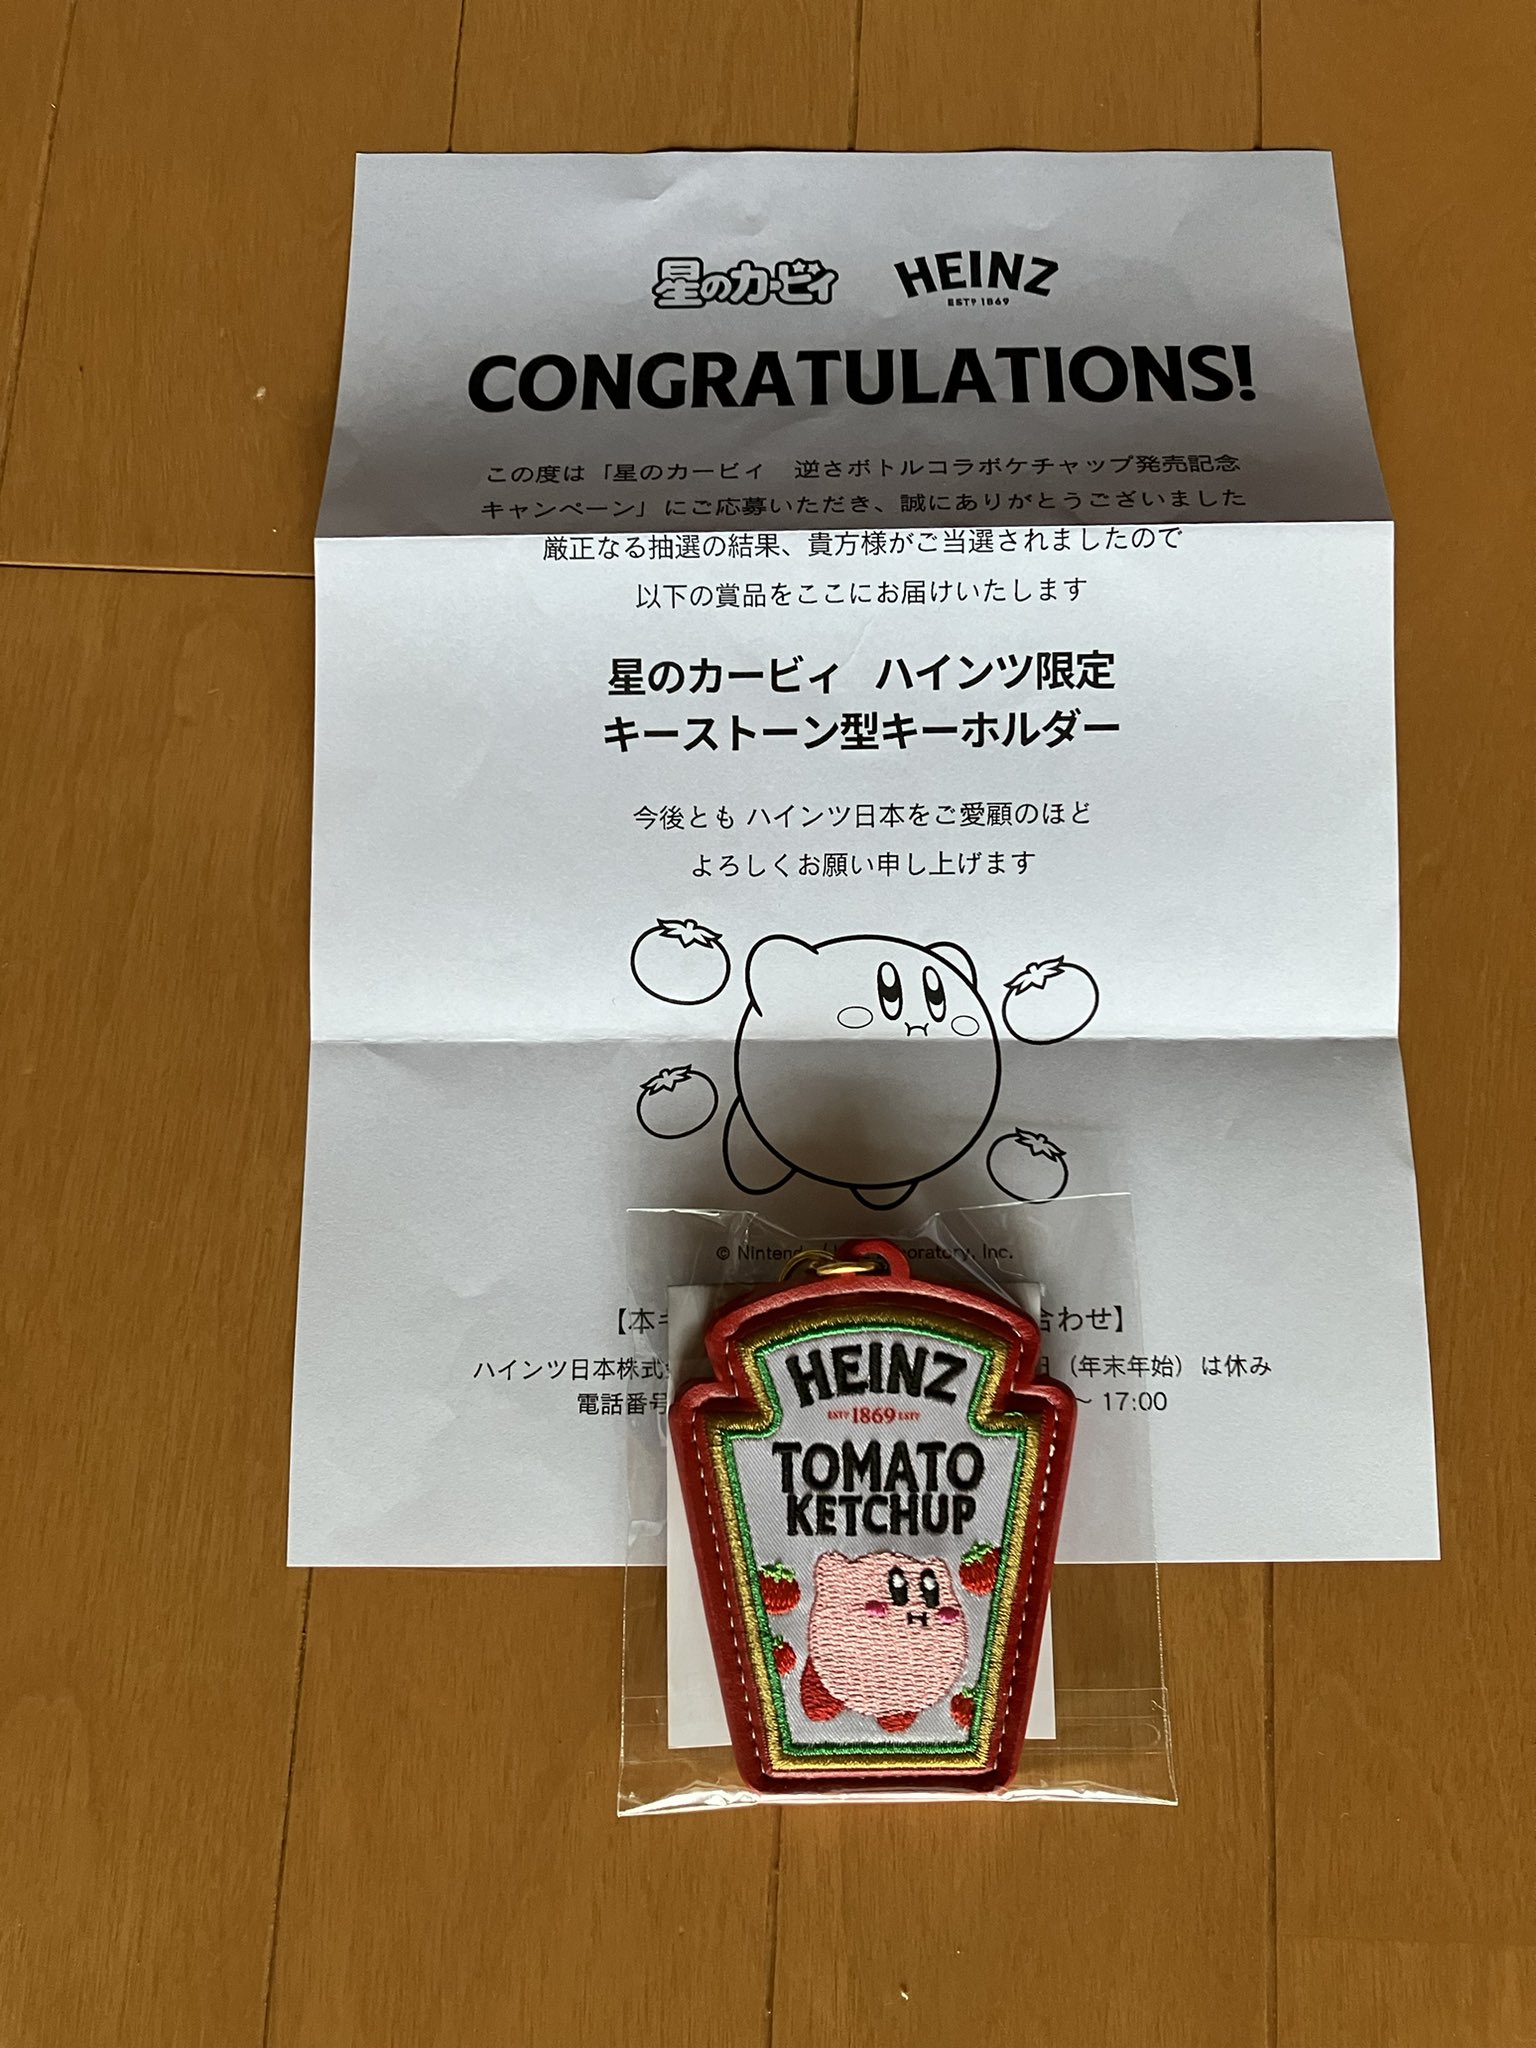 星のカービィ HEINZ
ESTD 1869
CONGRATULATIONS!
この度は「星のカービィ 逆さボトルコラボケチャップ発売記念
キャンペーン」にご応募いただき、誠にありがとうございました
厳正なる抽選の結果、貴方様がご当選されましたので
以下の賞品をここにお届けいたします
星のカービィ ハインツ限定
キーストーン型キーホルダー
今後とも ハインツ日本をご愛顧のほど
よろしくお願い申し上げます
© Ninten oratory, Inc.
【本キ 合わせ】
ハインツ日本株式 日（年末年始）は休み
電話番号 ～ 17:00
HEINZ
ESTD 1869 ESTD
TOMATO
KETCHUP